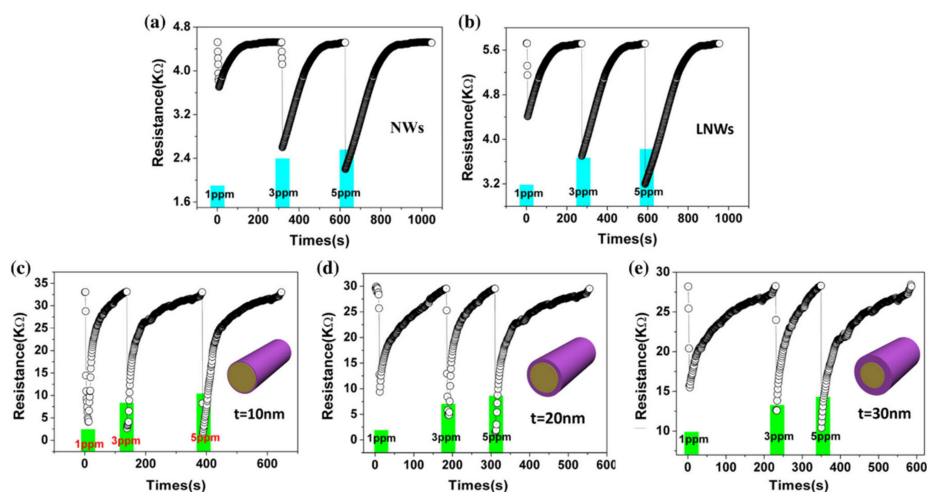 (a)
Resistance(KΩ)
4.8
4.0
3.2
2.4
1.6
NWs
1ppm
3ppm
5ppm
0 200 400 600 800 1000
Times(s)
(b)
Resistance(KΩ)
5.6
4.8
4.0
3.2
LNWs
1ppm
3ppm
5ppm
0 200 400 600 800 1000
Times(s)
(c)
Resistance(KΩ)
35
30
25
20
15
10
5
0
t=10nm
1ppm
3ppm
5ppm
0 200 400 600
Times(s)
(d)
Resistance(KΩ)
30
25
20
15
10
5
0
t=20nm
1ppm
3ppm
5ppm
0 100 200 300 400 500
Times(s)
(e)
Resistance(KΩ)
30
25
20
15
10
t=30nm
1ppm
3ppm
5ppm
0 100 200 300 400 500 600
Times(s)